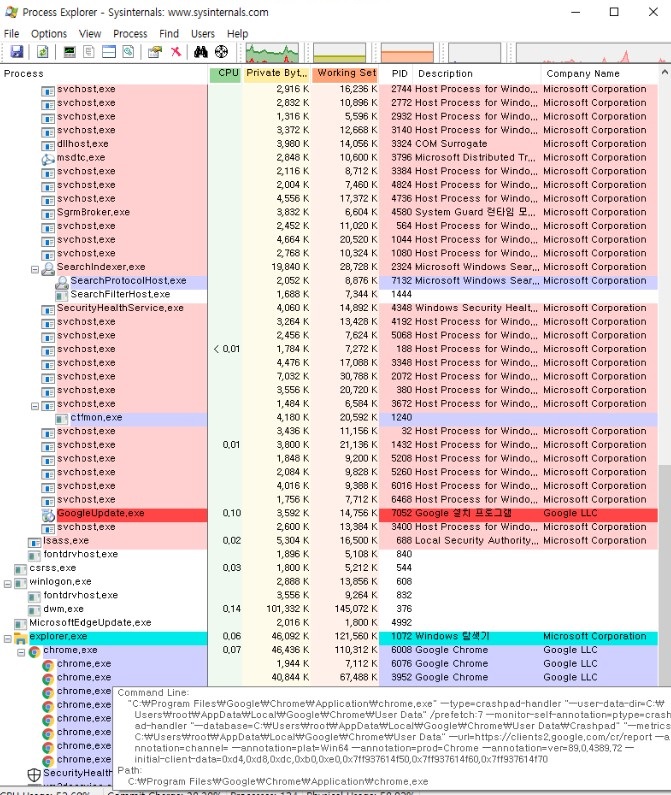 Process Explorer - Sysinternals: www.sysinternals.com
File Options View Process Find Users Help
Process CPU Private Byt... Working Set PID Description Company Name
svchost,exe 2,916 K 16,236 K 2744 Host Process for Windo,,, Microsoft Corporation
svchost,exe 2,832 K 10,896 K 2772 Host Process for Windo,,, Microsoft Corporation
svchost,exe 1,316 K 5,596 K 2932 Host Process for Windo,,, Microsoft Corporation
svchost,exe 3,372 K 12,668 K 3140 Host Process for Windo,,, Microsoft Corporation
dllhost,exe 3,980 K 14,056 K 3324 COM Surrogate Microsoft Corporation
msdtc,exe 2,848 K 10,600 K 3796 Microsoft Distributed Tr,,, Microsoft Corporation
svchost,exe 2,116 K 8,712 K 3384 Host Process for Windo,,, Microsoft Corporation
svchost,exe 2,004 K 7,460 K 4824 Host Process for Windo,,, Microsoft Corporation
svchost,exe 4,556 K 17,372 K 4736 Host Process for Windo,,, Microsoft Corporation
SgrmBroker,exe 3,832 K 6,604 K 4580 System Guard 런타임 모,,, Microsoft Corporation
svchost,exe 2,452 K 11,020 K 564 Host Process for Windo,,, Microsoft Corporation
svchost,exe 4,664 K 20,520 K 1044 Host Process for Windo,,, Microsoft Corporation
svchost,exe 2,768 K 10,324 K 1080 Host Process for Windo,,, Microsoft Corporation
SearchIndexer,exe 19,840 K 28,728 K 2324 Microsoft Windows Sear,,, Microsoft Corporation
SearchProtocolHost,exe 2,052 K 8,876 K 7132 Microsoft Windows Sear,,, Microsoft Corporation
SearchFilterHost,exe 1,688 K 7,344 K 1444
SecurityHealthService,exe 4,060 K 14,892 K 4348 Windows Security Healt,,, Microsoft Corporation
svchost,exe 3,264 K 13,428 K 4192 Host Process for Windo,,, Microsoft Corporation
svchost,exe 2,456 K 7,624 K 5068 Host Process for Windo,,, Microsoft Corporation
svchost,exe < 0,01 1,784 K 7,272 K 188 Host Process for Windo,,, Microsoft Corporation
svchost,exe 4,476 K 17,088 K 3348 Host Process for Windo,,, Microsoft Corporation
svchost,exe 7,032 K 30,788 K 2072 Host Process for Windo,,, Microsoft Corporation
svchost,exe 3,556 K 20,720 K 380 Host Process for Windo,,, Microsoft Corporation
svchost,exe 1,484 K 6,584 K 3672 Host Process for Windo,,, Microsoft Corporation
ctfmon,exe 4,180 K 20,592 K 1240
svchost,exe 3,436 K 11,156 K 32 Host Process for Windo,,, Microsoft Corporation
svchost,exe 0,01 3,800 K 21,136 K 1432 Host Process for Windo,,, Microsoft Corporation
svchost,exe 1,848 K 9,200 K 5208 Host Process for Windo,,, Microsoft Corporation
svchost,exe 2,084 K 9,828 K 5260 Host Process for Windo,,, Microsoft Corporation
svchost,exe 4,016 K 9,388 K 6016 Host Process for Windo,,, Microsoft Corporation
svchost,exe 1,756 K 7,712 K 6468 Host Process for Windo,,, Microsoft Corporation
GoogleUpdate,exe 0,10 3,592 K 14,756 K 7052 Google 설치 프로그램 Google LLC
svchost,exe 2,600 K 13,384 K 3400 Host Process for Windo,,, Microsoft Corporation
lsass,exe 0,02 5,304 K 16,500 K 688 Local Security Authority,,, Microsoft Corporation
fontdrvhost,exe 1,896 K 5,108 K 840
csrss,exe 0,03 1,800 K 5,212 K 544
winlogon,exe 2,888 K 13,856 K 608
fontdrvhost,exe 3,556 K 9,264 K 832
dwm,exe 0,14 101,332 K 145,072 K 376
MicrosoftEdgeUpdate,exe 2,016 K 1,800 K 4992
explorer,exe 0,06 46,092 K 121,560 K 1072 Windows 탐색기 Microsoft Corporation
chrome,exe 0,07 46,436 K 110,312 K 6008 Google Chrome Google LLC
chrome,exe 1,944 K 7,112 K 6076 Google Chrome Google LLC
chrome,exe 40,844 K 67,488 K 3952 Google Chrome Google LLC
chrome,exe
chrome,exe
chrome,exe
chrome,exe
chrome,exe
chrome,exe
SecurityHealth
Command Line:
"C:₩Program Files₩Google₩Chrome₩Application₩chrome,exe" --type=crashpad-handler "--user-data-dir=C:₩
Users₩root₩AppData₩Local₩Google₩Chrome₩User Data" /prefetch:7 --monitor-self-annotation=ptype=crashp
ad-handler "--database=C:₩Users₩root₩AppData₩Local₩Google₩Chrome₩User Data₩Crashpad" "--metrics
C:₩Users₩root₩AppData₩Local₩Google₩Chrome₩User Data" --url=https://clients2,google,com/cr/report --a
nnotation=channel= --annotation=plat=Win64 --annotation=prod=Chrome --annotation=ver=89,0,4389,72 --
initial-client-data=0xd4,0xd8,0xdc,0xb0,0xe0,0x7ff937614f50,0x7ff937614f60,0x7ff937614f70
Path:
C:₩Program Files₩Google₩Chrome₩Application₩chrome,exe